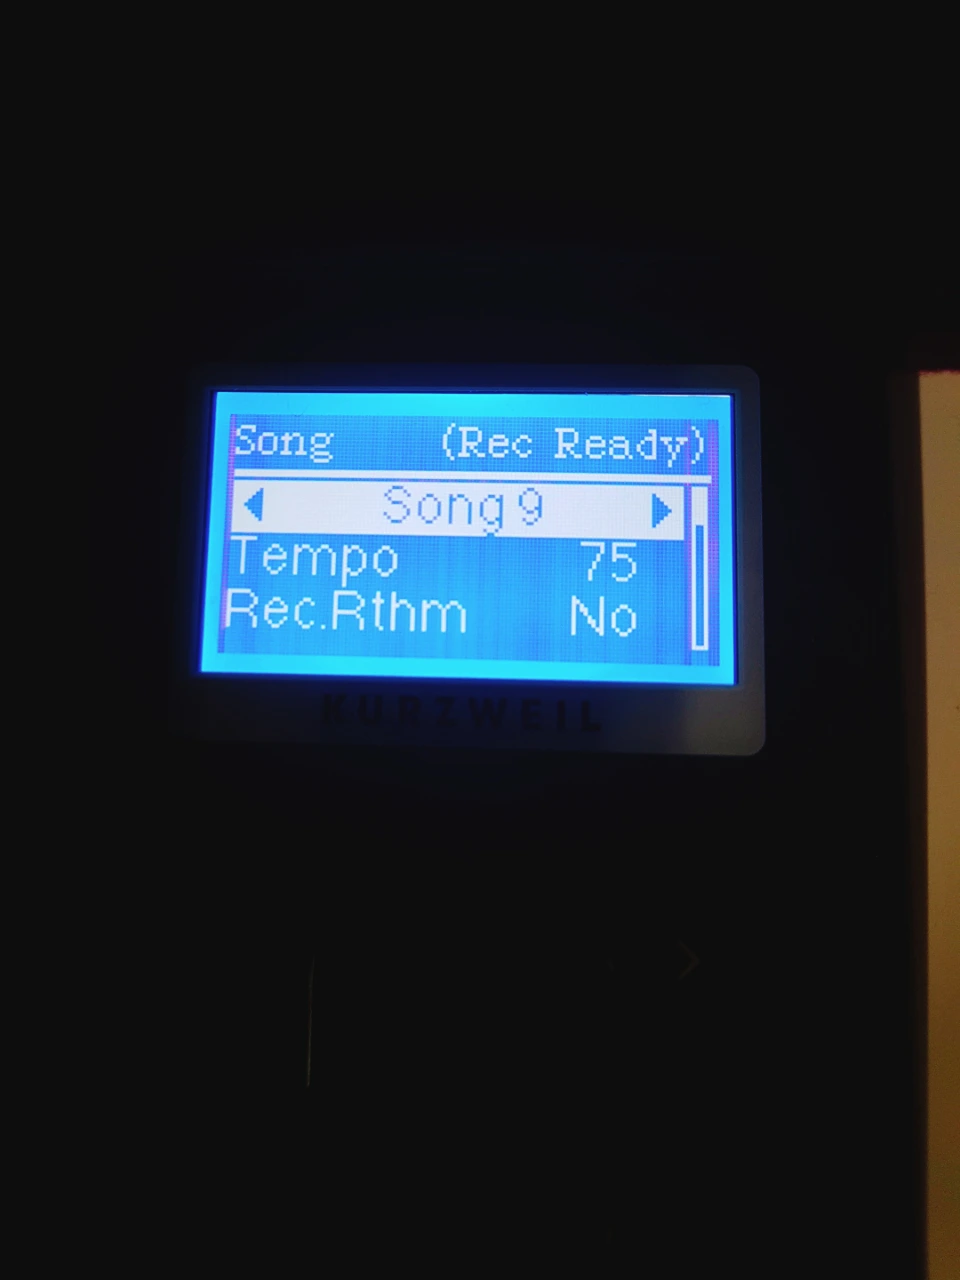 Song (Rec Ready)
Song 9
Tempo 75
Rec.Rthm No
KURZWEIL